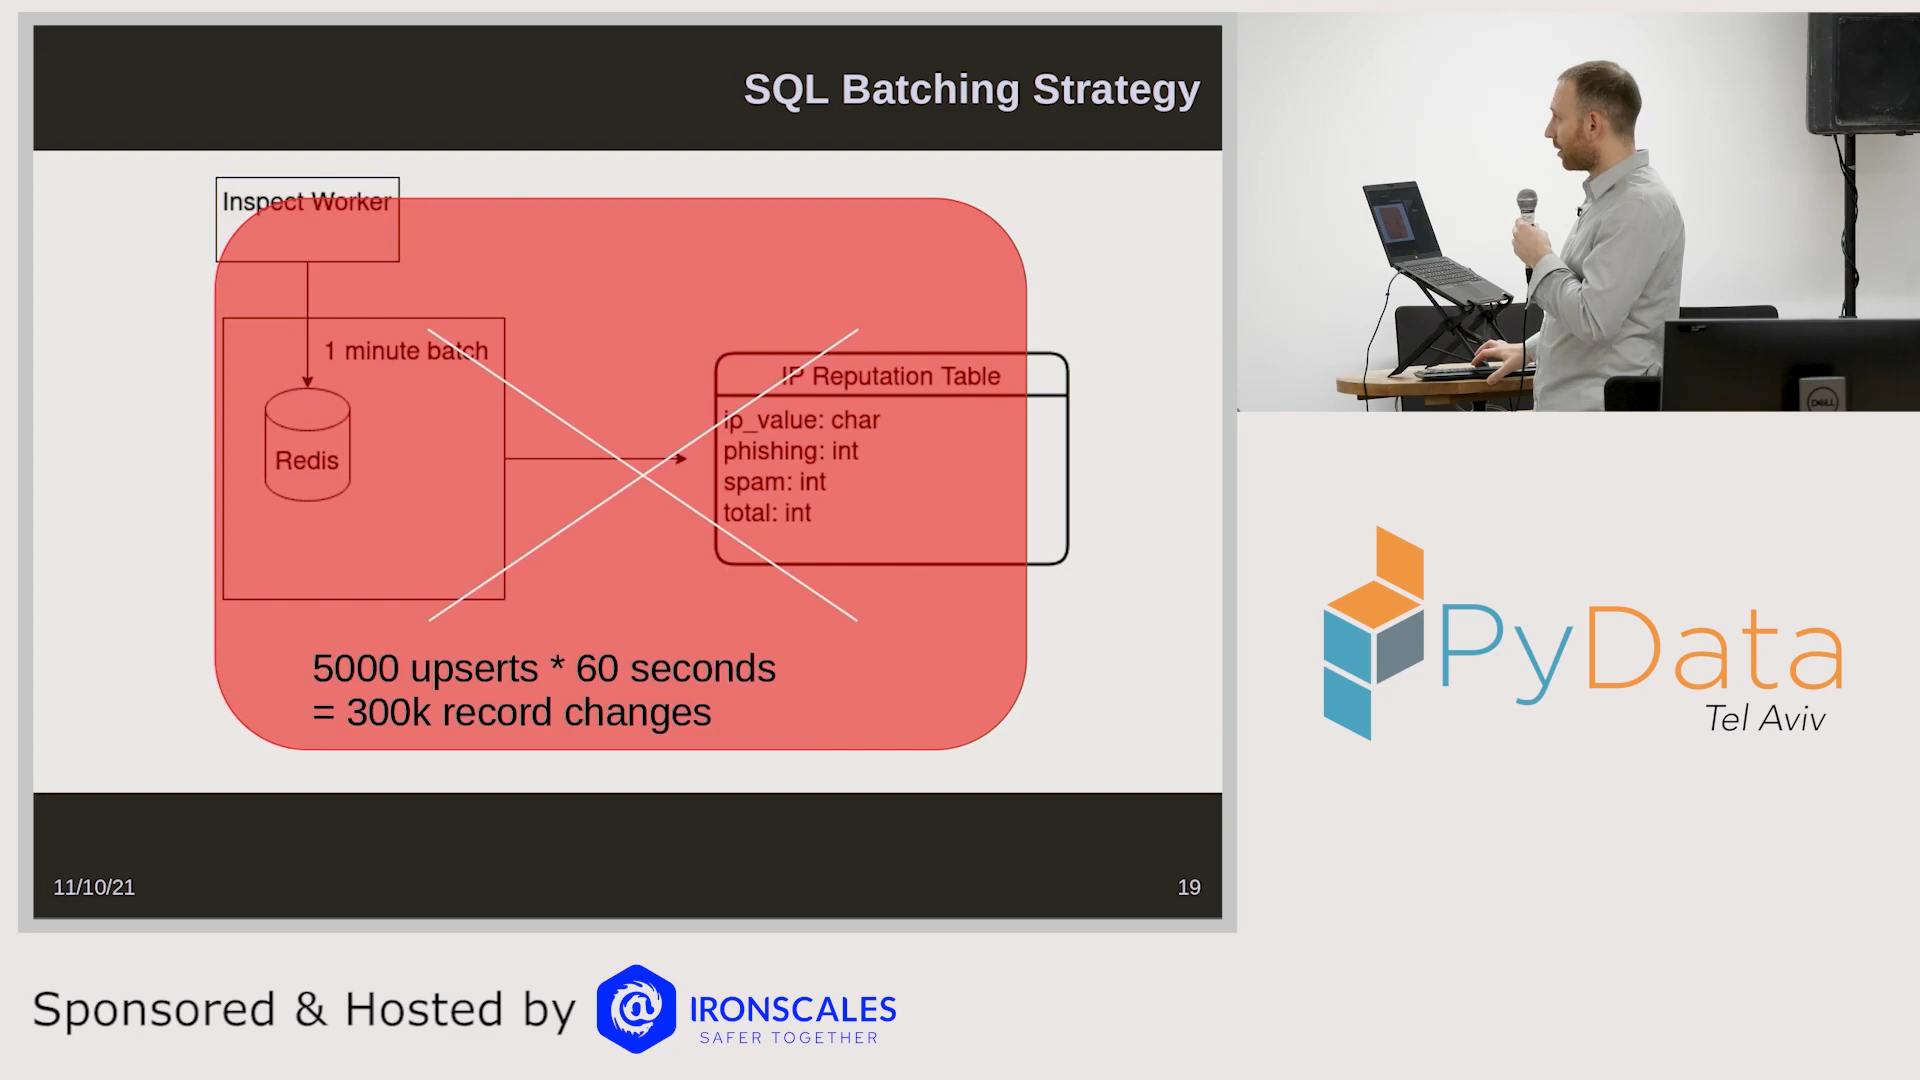 SQL Batching Strategy
Inspect Worker
1 minute batch
Redis
IP Reputation Table
ip_value: char
phishing: int
spam: int
total: int
5000 upserts * 60 seconds
= 300k record changes
11/10/21
19
DELL
PyData
Tel Aviv
Sponsored & Hosted by
IRONSCALES
SAFER TOGETHER